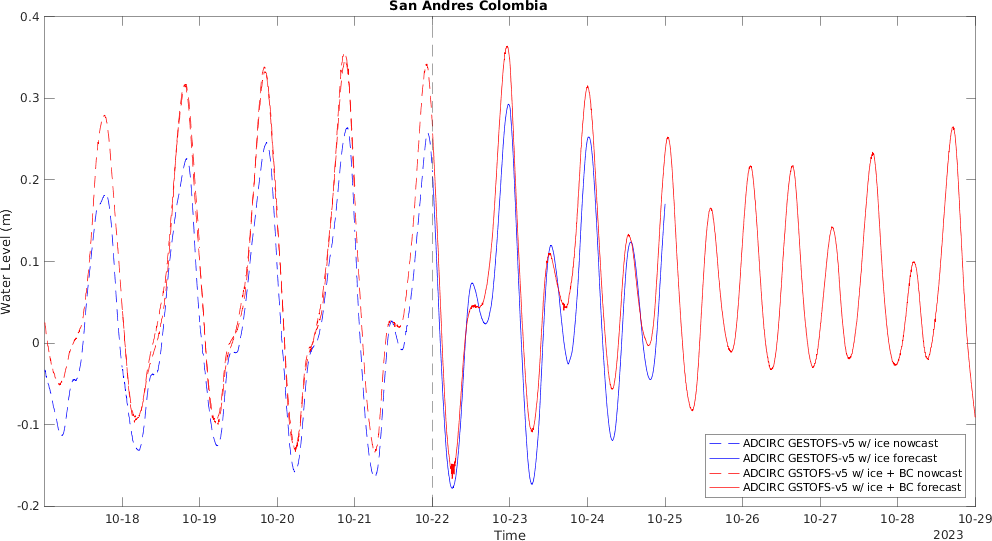 San Andres Colombia
0.4
0.3
0.2
0.1
0
-0.1
-0.2
Water Level (m)
10-18
10-19
10-20
10-21
10-22
10-23
10-24
10-25
10-26
10-27
10-28
10-29
Time
2023
ADCIRC GESTOFS-v5 w/ ice nowcast
ADCIRC GESTOFS-v5 w/ ice forecast
ADCIRC GSTOFS-v5 w/ ice + BC nowcast
ADCIRC GSTOFS-v5 w/ ice + BC forecast